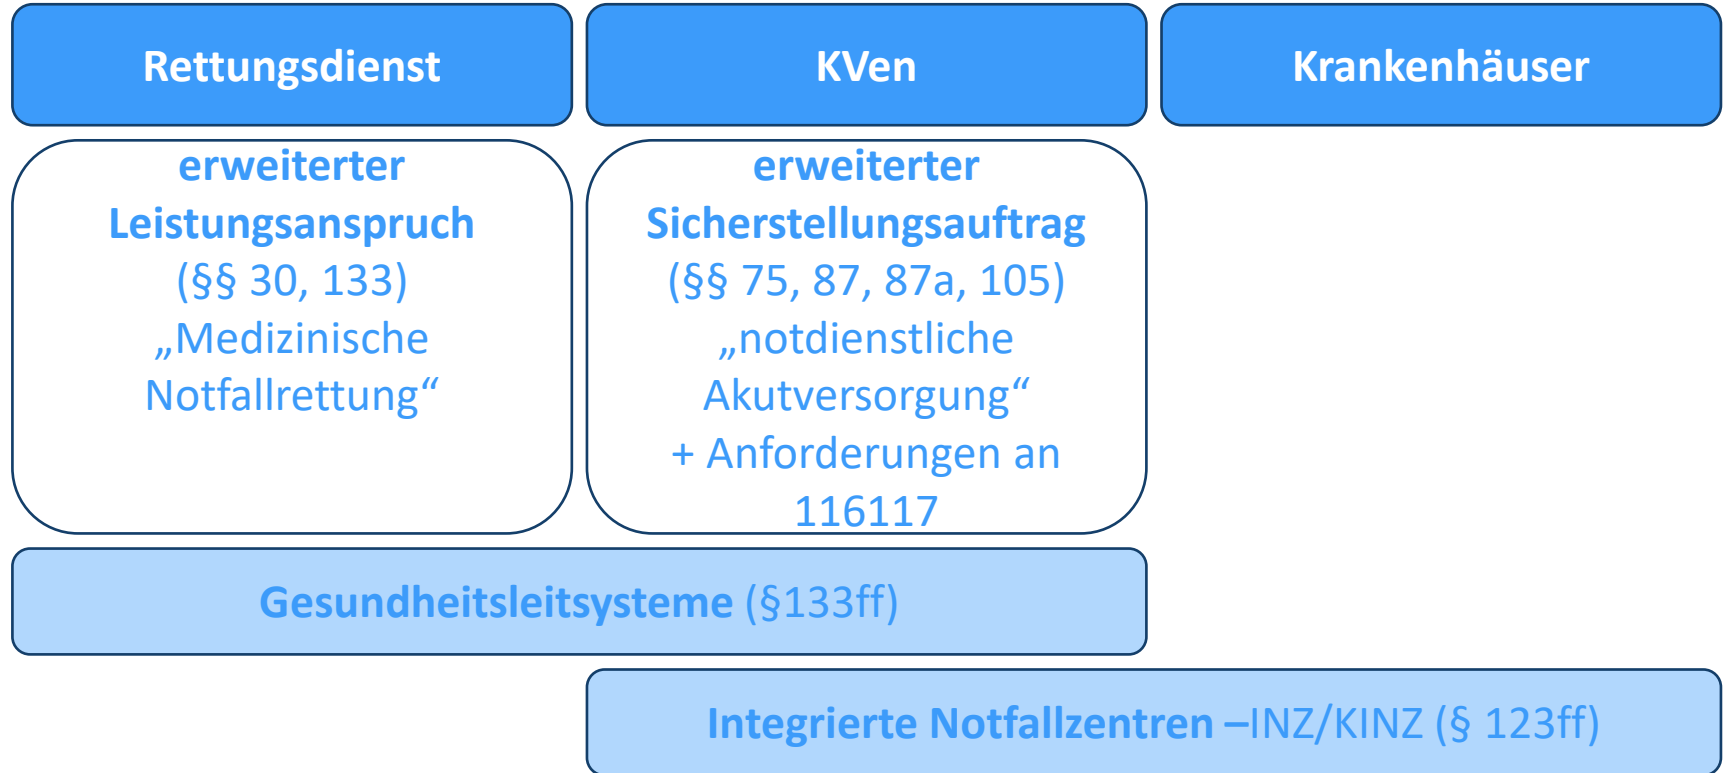 Rettungsdienst
KVen
Krankenhäuser
erweiterter
Leistungsanspruch
(§§ 30, 133)
„Medizinische
Notfallrettung“
erweiterter
Sicherstellungsauftrag
(§§ 75, 87, 87a, 105)
„notdienstliche
Akutversorgung“
+ Anforderungen an
116117
Gesundheitsleitsysteme (§133ff)
Integrierte Notfallzentren –INZ/KINZ (§ 123ff)